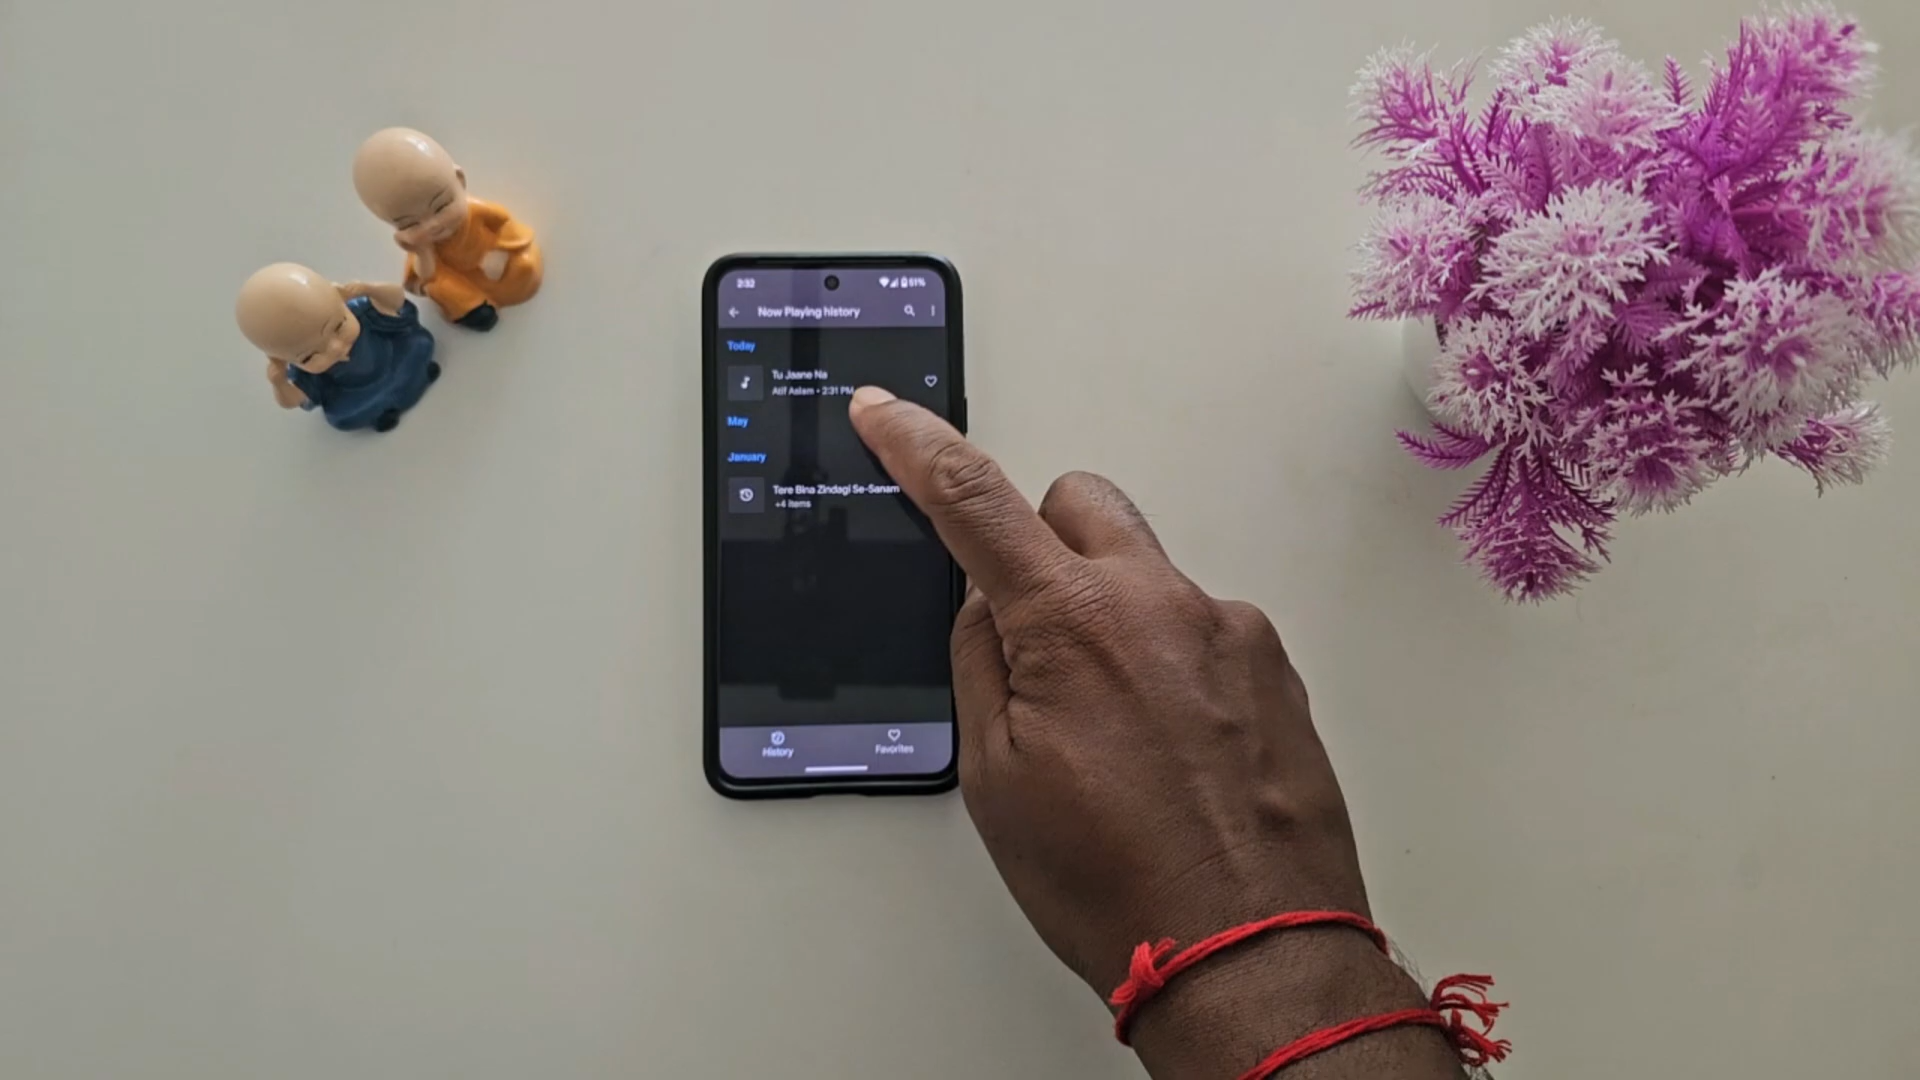 2:32
61%
Now Playing history
Today
Tu Jaane Na
Atif Aslam • 2:31 PM
May
January
Tere Bina Zindagi Se-Sanam
+4 items
History
Favorites